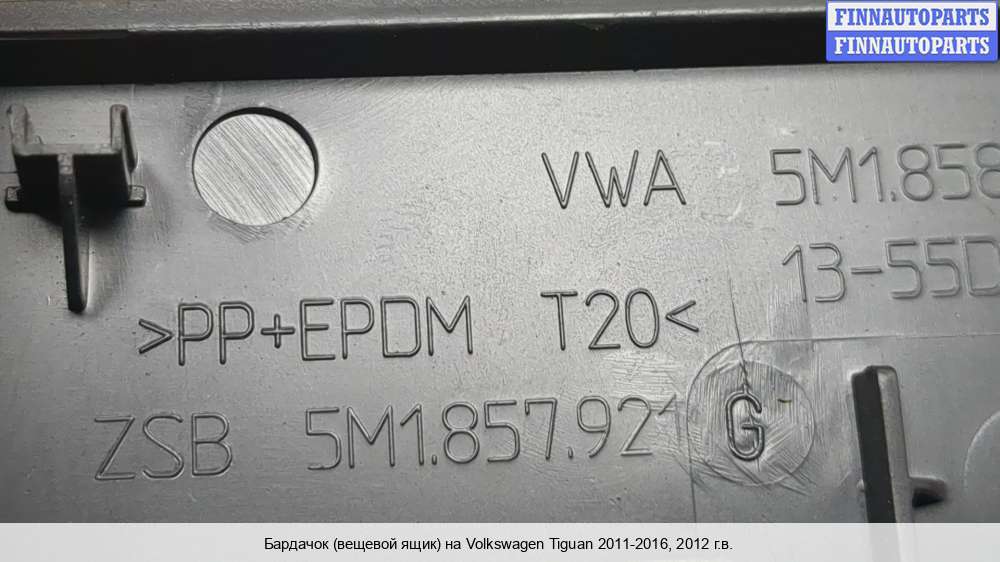 FINNAUTOPARTS
FINNAUTOPARTS
VWA 5M1.858
13-55D
>PP+EPDM T20<
ZSB 5M1.857.921 G
Бардачок (вещевой ящик) на Volkswagen Tiguan 2011-2016, 2012 г.в.